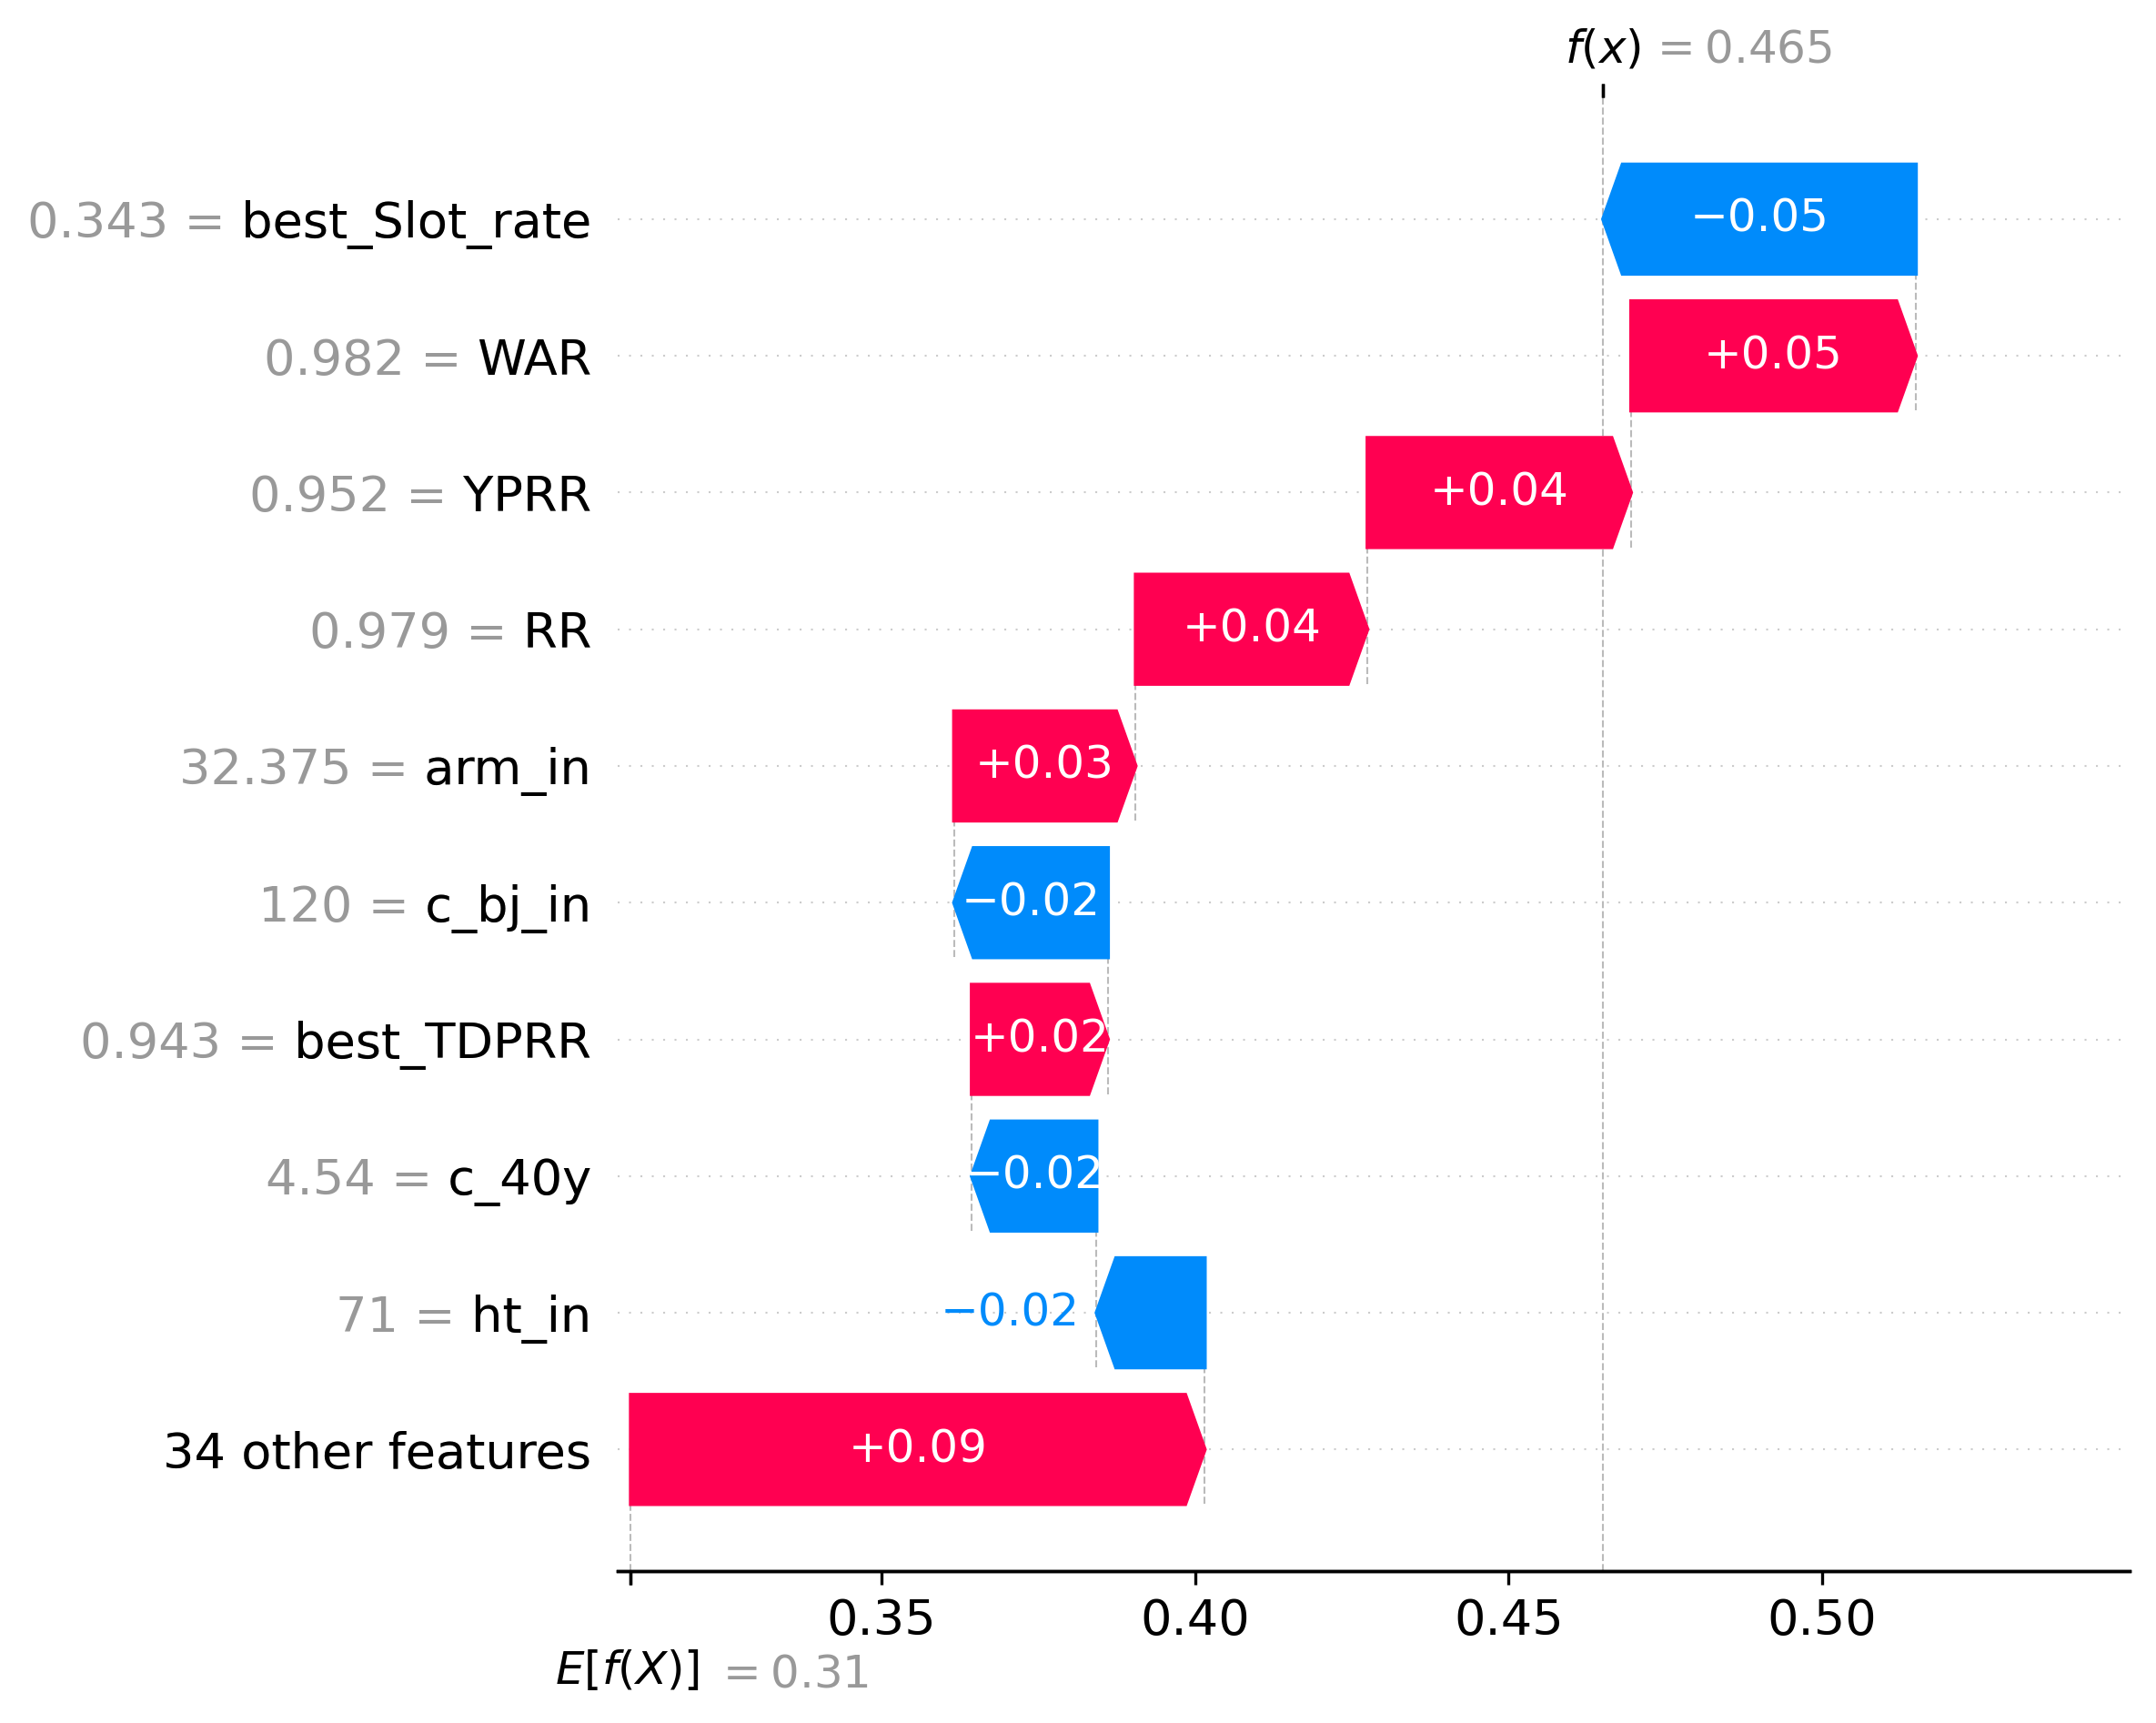 f(x) = 0.465
0.343 = best_Slot_rate −0.05
0.982 = WAR +0.05
0.952 = YPRR +0.04
0.979 = RR +0.04
32.375 = arm_in +0.03
120 = c_bj_in −0.02
0.943 = best_TDPRR +0.02
4.54 = c_40y −0.02
71 = ht_in −0.02
34 other features +0.09
0.35 0.40 0.45 0.50
E[f(X)] = 0.31